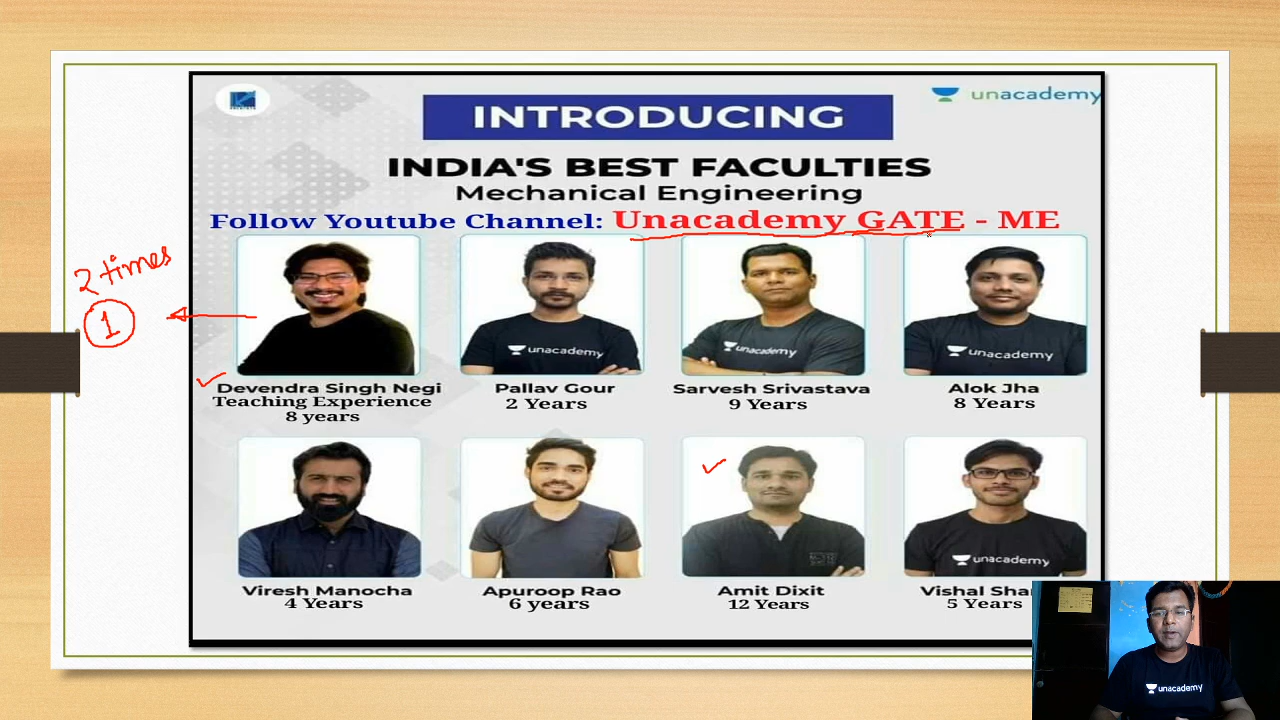 unacademy
INTRODUCING
INDIA'S BEST FACULTIES
Mechanical Engineering
Follow Youtube Channel: Unacademy GATE - ME
2 times
1
unacademy
unacademy
unacademy
Devendra Singh Negi
Teaching Experience
8 years
Pallav Gour
2 Years
Sarvesh Srivastava
9 Years
Alok Jha
8 Years
unacademy
Viresh Manocha
4 Years
Apuroop Rao
6 years
Amit Dixit
12 Years
Vishal Shar
5 Years
unacademy